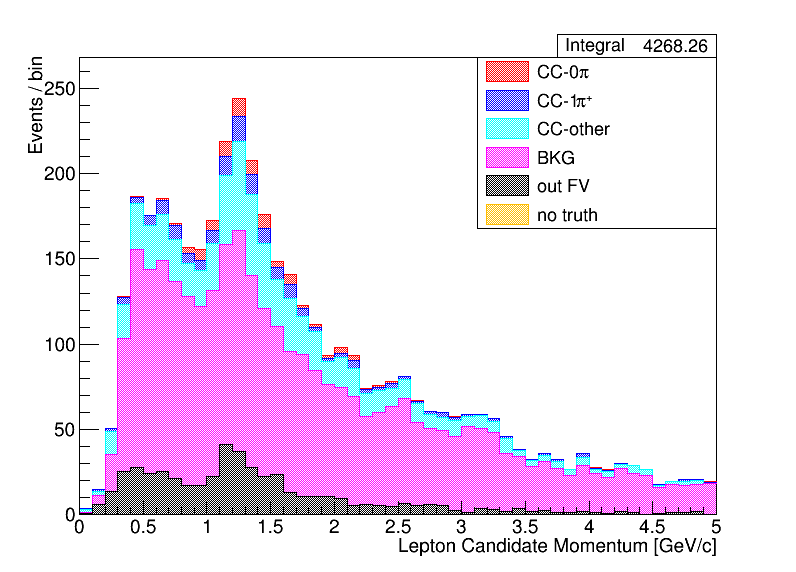 Integral 4268.26
CC-0π
CC-1π⁺
CC-other
BKG
out FV
no truth
Events / bin
250
200
150
100
50
0
0 0.5 1 1.5 2 2.5 3 3.5 4 4.5 5
Lepton Candidate Momentum [GeV/c]